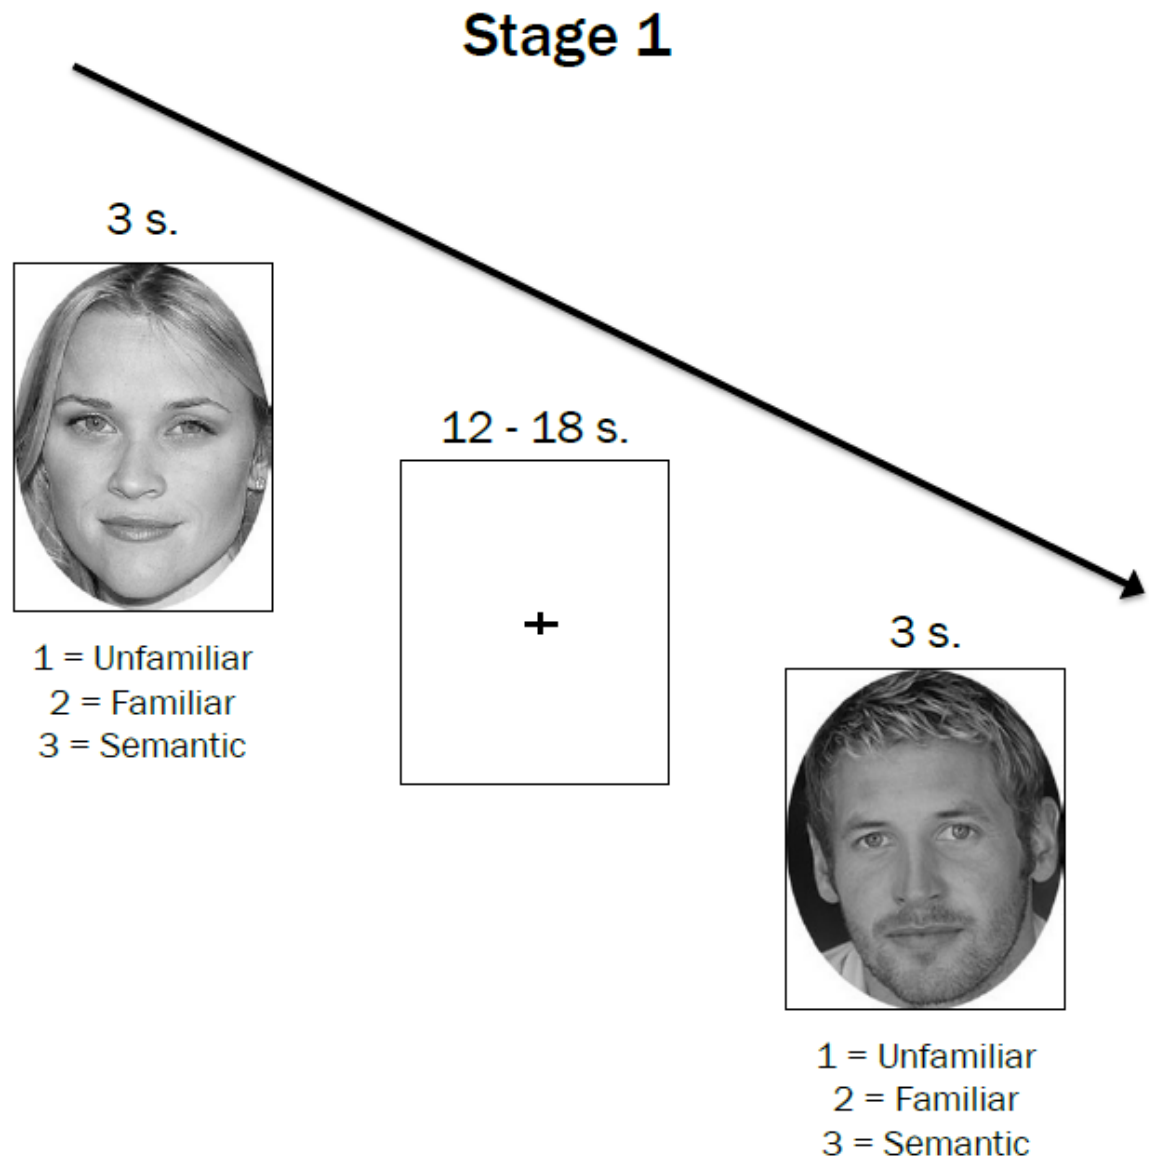 Stage 1
3 s.
1 = Unfamiliar
2 = Familiar
3 = Semantic
12 - 18 s.
3 s.
1 = Unfamiliar
2 = Familiar
3 = Semantic